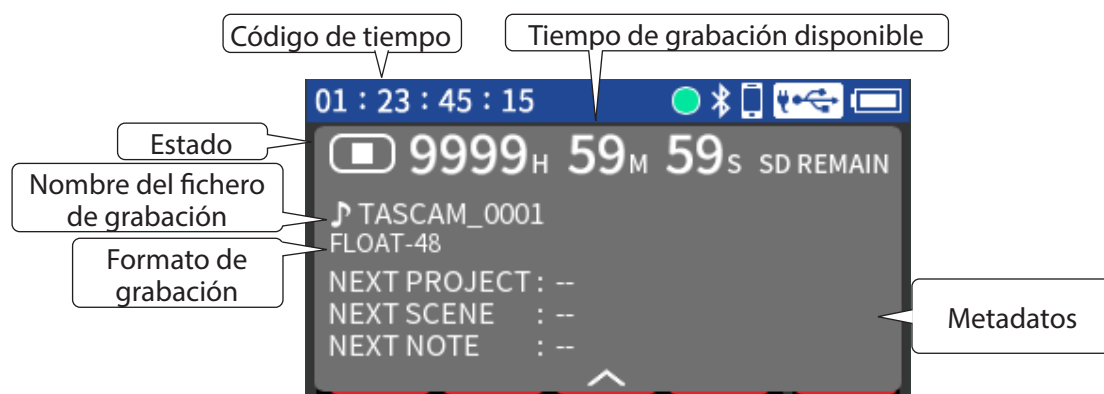 Código de tiempo
Tiempo de grabación disponible
01 : 23 : 45 : 15
Estado
9999H 59M 59S SD REMAIN
Nombre del fichero
de grabación
TASCAM_0001
FLOAT-48
Formato de
grabación
NEXT PROJECT : --
NEXT SCENE : --
NEXT NOTE : --
Metadatos